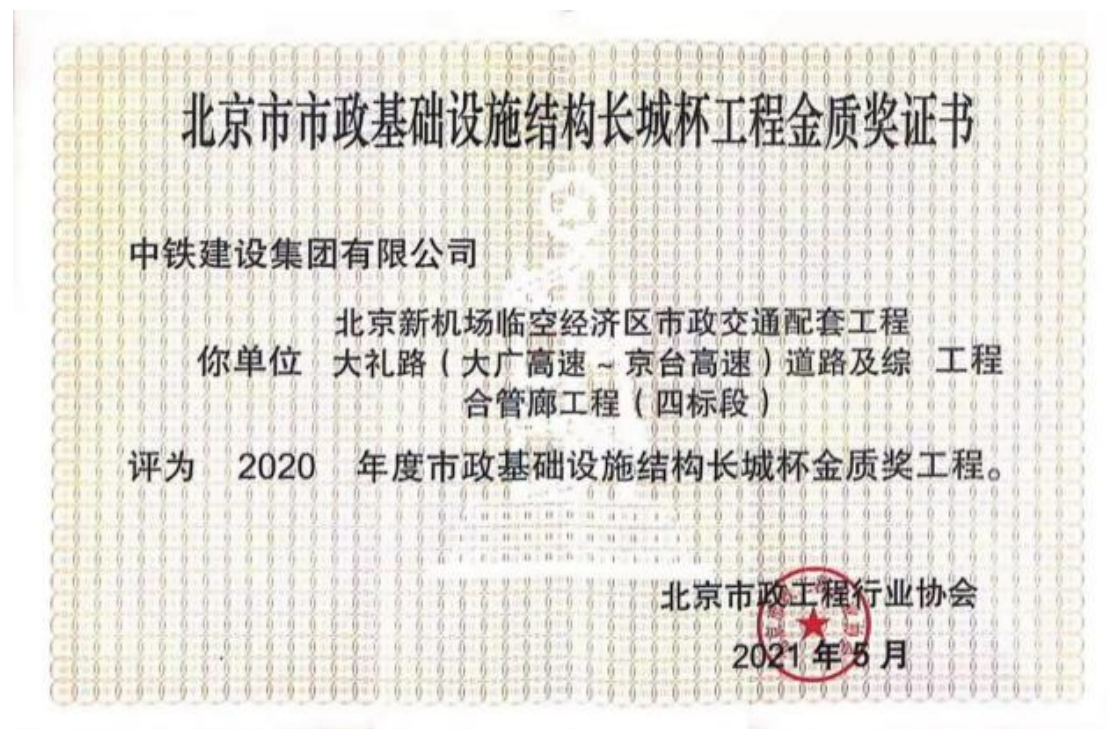 北京市市政基础设施结构长城杯工程金质奖证书
中铁建设集团有限公司
北京新机场临空经济区市政交通配套工程
你单位 大礼路（大广高速～京台高速）道路及综 工程
合管廊工程（四标段）
评为 2020 年度市政基础设施结构长城杯金质奖工程。
北京市政工程行业协会
2021年5月